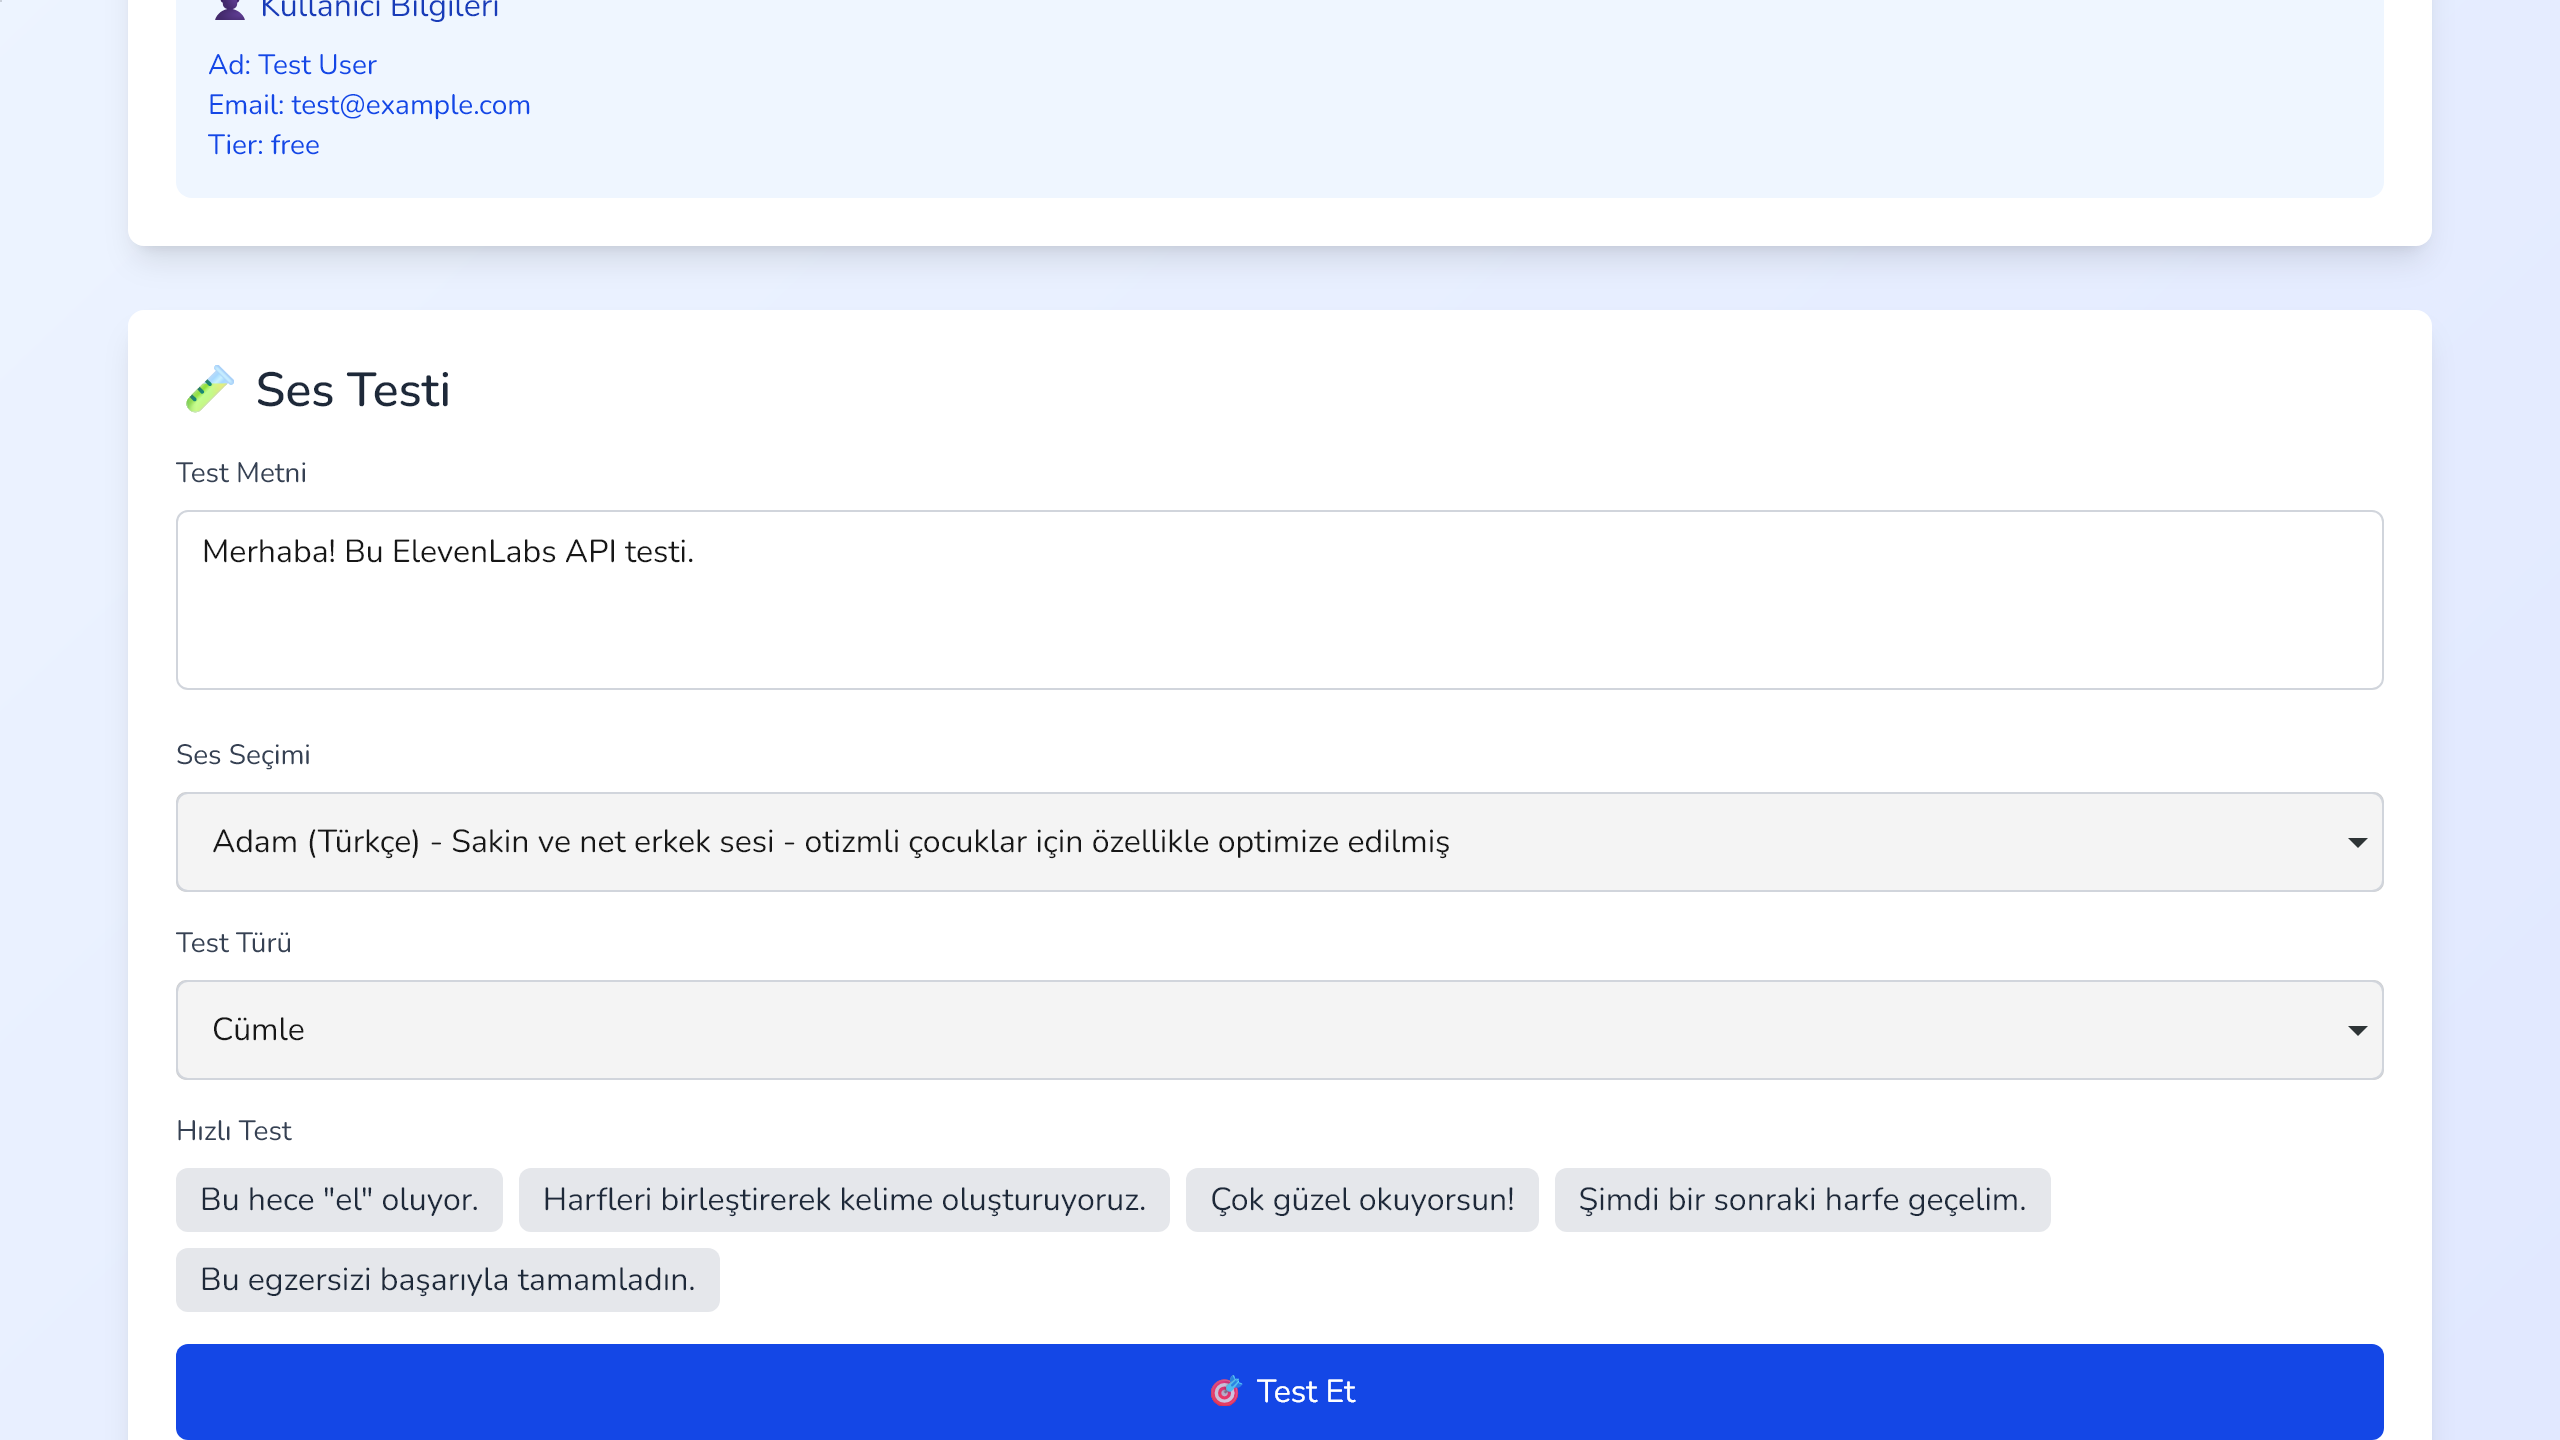 Kullanıcı Bilgileri
Ad: Test User
Email: test@example.com
Tier: free
Ses Testi
Test Metni
Merhaba! Bu ElevenLabs API testi.
Ses Seçimi
Adam (Türkçe) - Sakin ve net erkek sesi - otizmli çocuklar için özellikle optimize edilmiş
Test Türü
Cümle
Hızlı Test
Bu hece "el" oluyor.
Harfleri birleştirerek kelime oluşturuyoruz.
Çok güzel okuyorsun!
Şimdi bir sonraki harfe geçelim.
Bu egzersizi başarıyla tamamladın.
Test Et